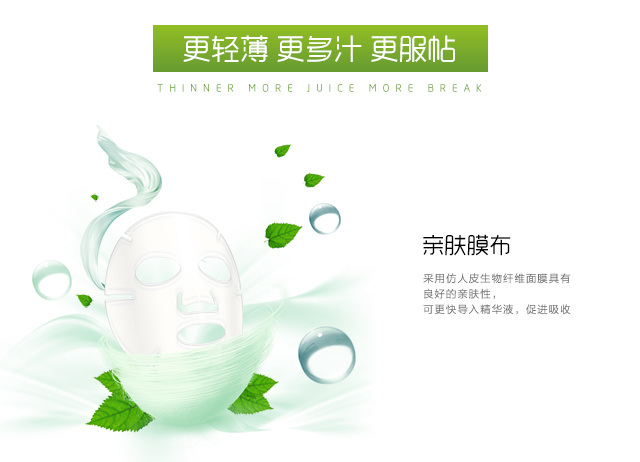 更轻薄 更多汁 更服帖
THINNER MORE JUICE MORE BREAK
亲肤膜布
采用仿人皮生物纤维面膜具有
良好的亲肤性，
可更快导入精华液，促进吸收